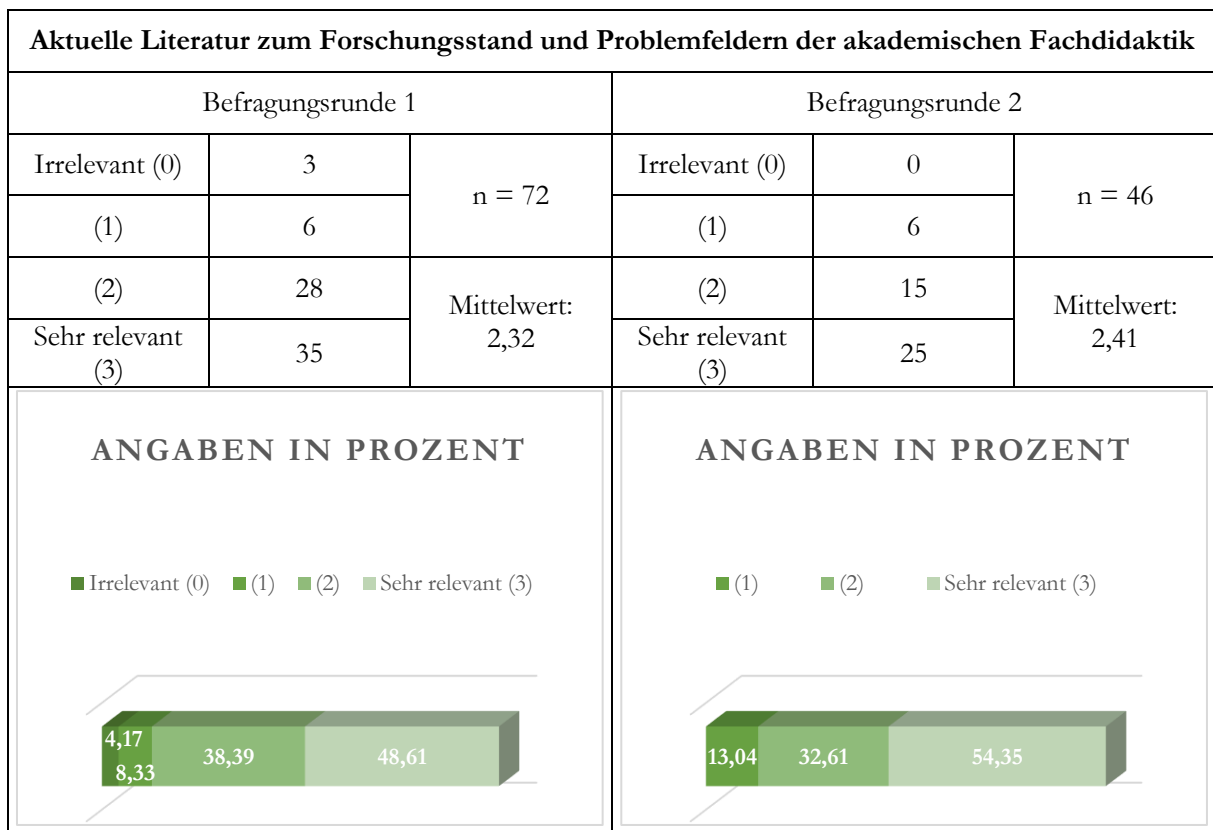 Aktuelle Literatur zum Forschungsstand und Problemfeldern der akademischen Fachdidaktik
Befragungsrunde 1
Befragungsrunde 2
Irrelevant (0)
3
n = 72
Irrelevant (0)
0
n = 46
(1)
6
(1)
6
(2)
28
Mittelwert:
2,32
(2)
15
Mittelwert:
2,41
Sehr relevant
(3)
35
Sehr relevant
(3)
25
ANGABEN IN PROZENT
Irrelevant (0) (1) (2) Sehr relevant (3)
4,17
8,33
38,39
48,61
ANGABEN IN PROZENT
(1) (2) Sehr relevant (3)
13,04
32,61
54,35